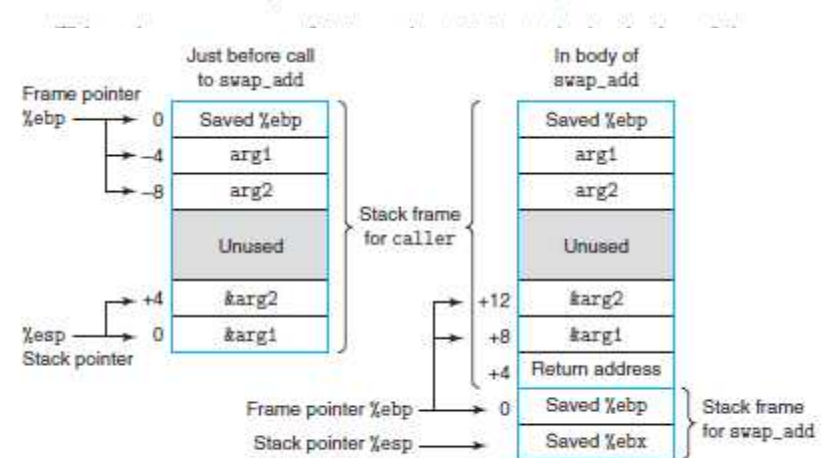 Just before call
to swap_add
In body of
swap_add
Frame pointer
%ebp
0
Saved %ebp
Saved %ebp
-4
arg1
arg1
-8
arg2
arg2
Stack frame
for caller
Unused
Unused
+4
&arg2
+12
&arg2
%esp
0
&arg1
+8
&arg1
Stack pointer
+4
Return address
Frame pointer %ebp
0
Saved %ebp
Stack frame
for swap_add
Stack pointer %esp
Saved %ebx